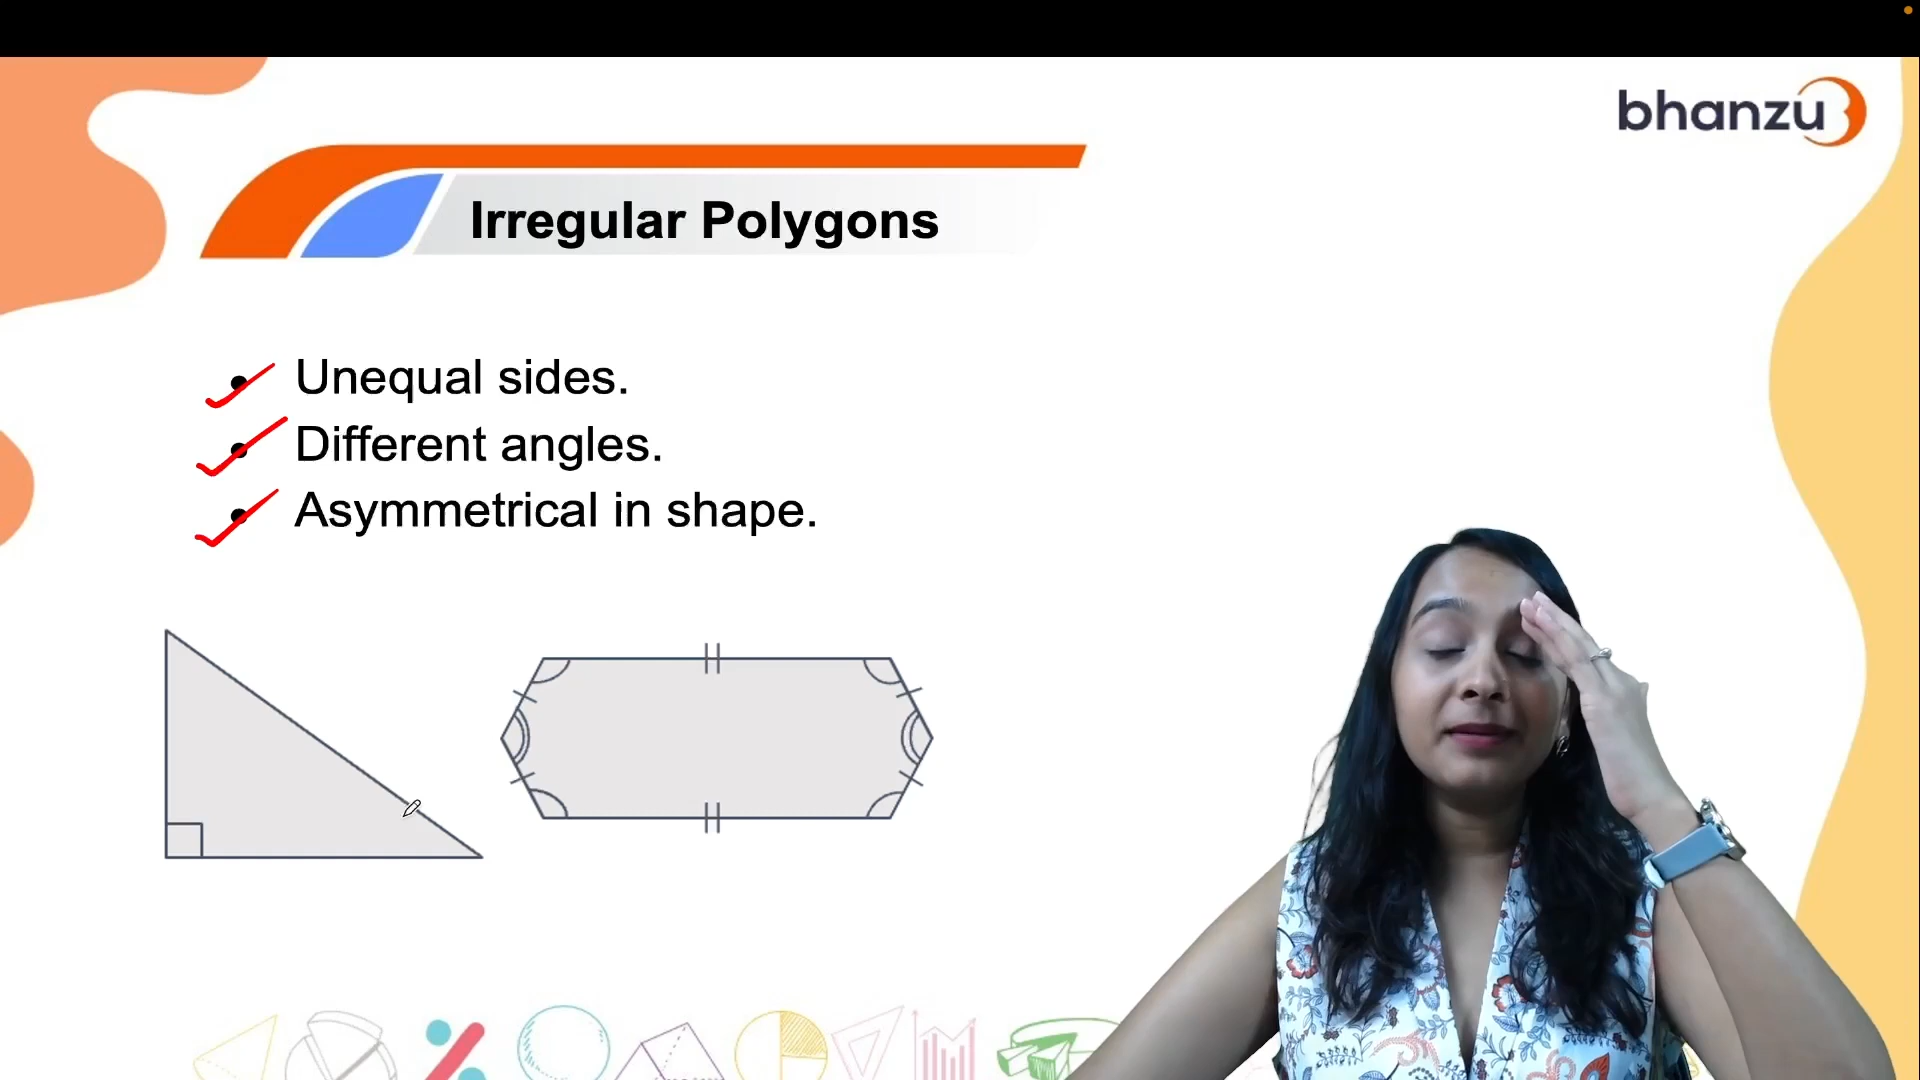 bhanzu
Irregular Polygons
• Unequal sides.
• Different angles.
• Asymmetrical in shape.